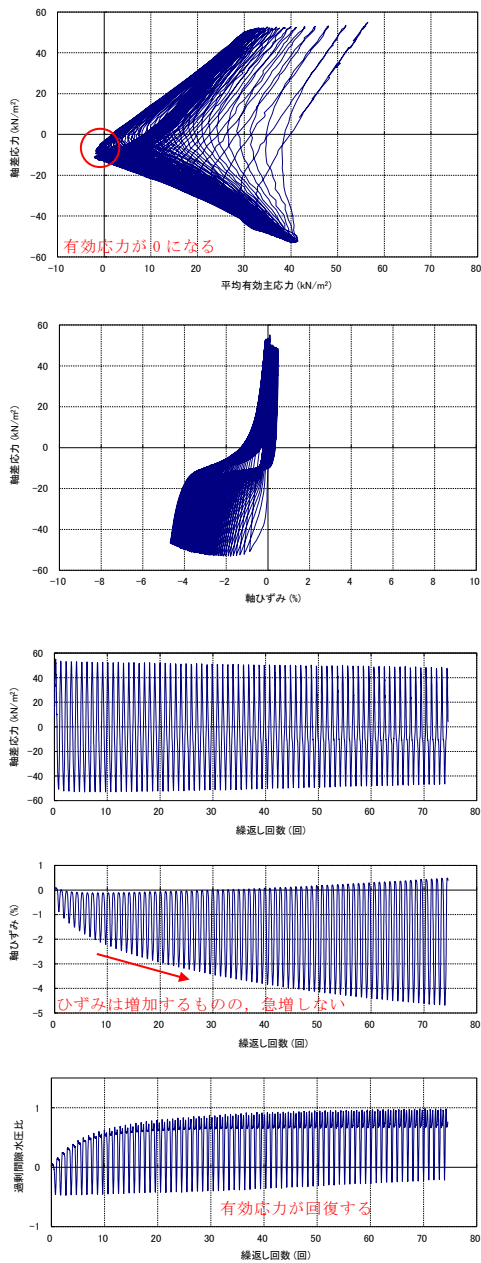 60
40
20
0
-20
-40
-60
軸差応力 (kN/m²)
有効応力が 0 になる
-10 0 10 20 30 40 50 60 70 80
平均有効主応力 (kN/m²)
60
40
20
0
-20
-40
-60
軸差応力 (kN/m²)
-10 -8 -6 -4 -2 0 2 4 6 8 10
軸ひずみ (%)
60
40
20
0
-20
-40
-60
軸差応力 (kN/m²)
0 10 20 30 40 50 60 70 80
繰返し回数 (回)
1
0
-1
-2
-3
-4
-5
軸ひずみ (%)
ひずみは増加するものの，急増しない
0 10 20 30 40 50 60 70 80
繰返し回数 (回)
1
0
-1
過剰間隙水圧比
有効応力が回復する
0 10 20 30 40 50 60 70 80
繰返し回数 (回)